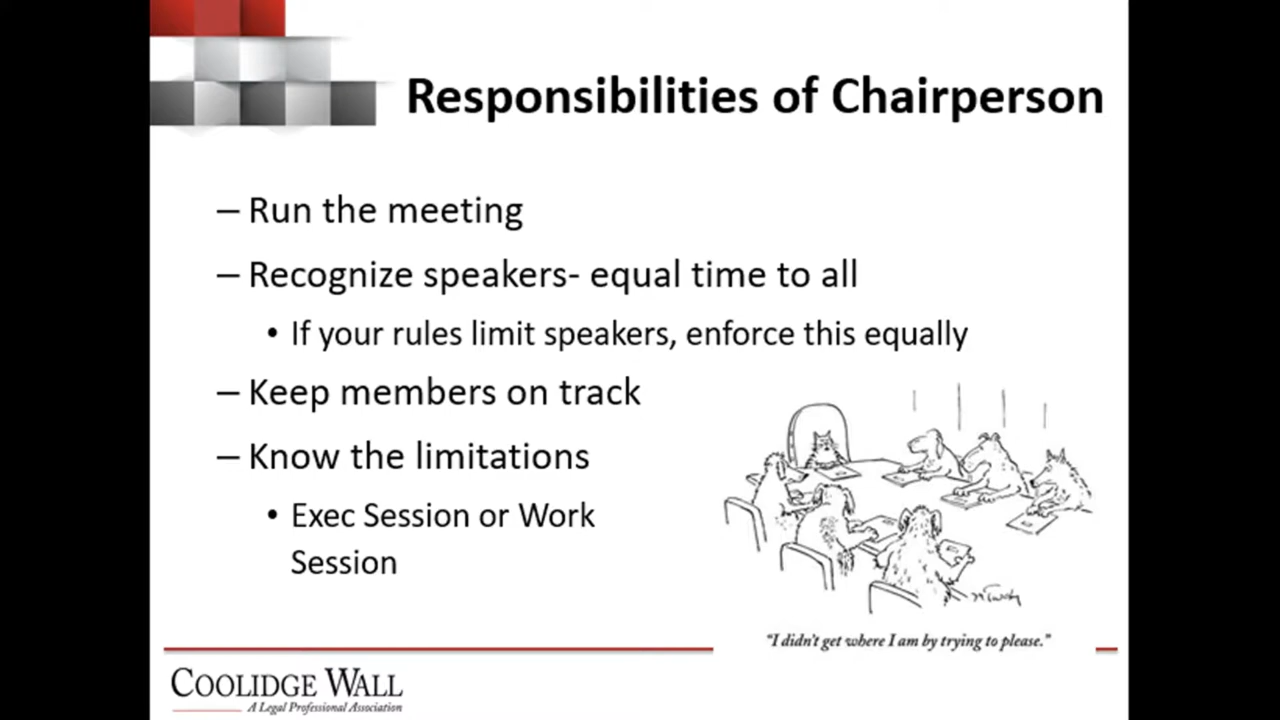 Responsibilities of Chairperson
– Run the meeting
– Recognize speakers- equal time to all
• If your rules limit speakers, enforce this equally
– Keep members on track
– Know the limitations
• Exec Session or Work
Session
"I didn't get where I am by trying to please."
COOLIDGE WALL
A Legal Professional Association